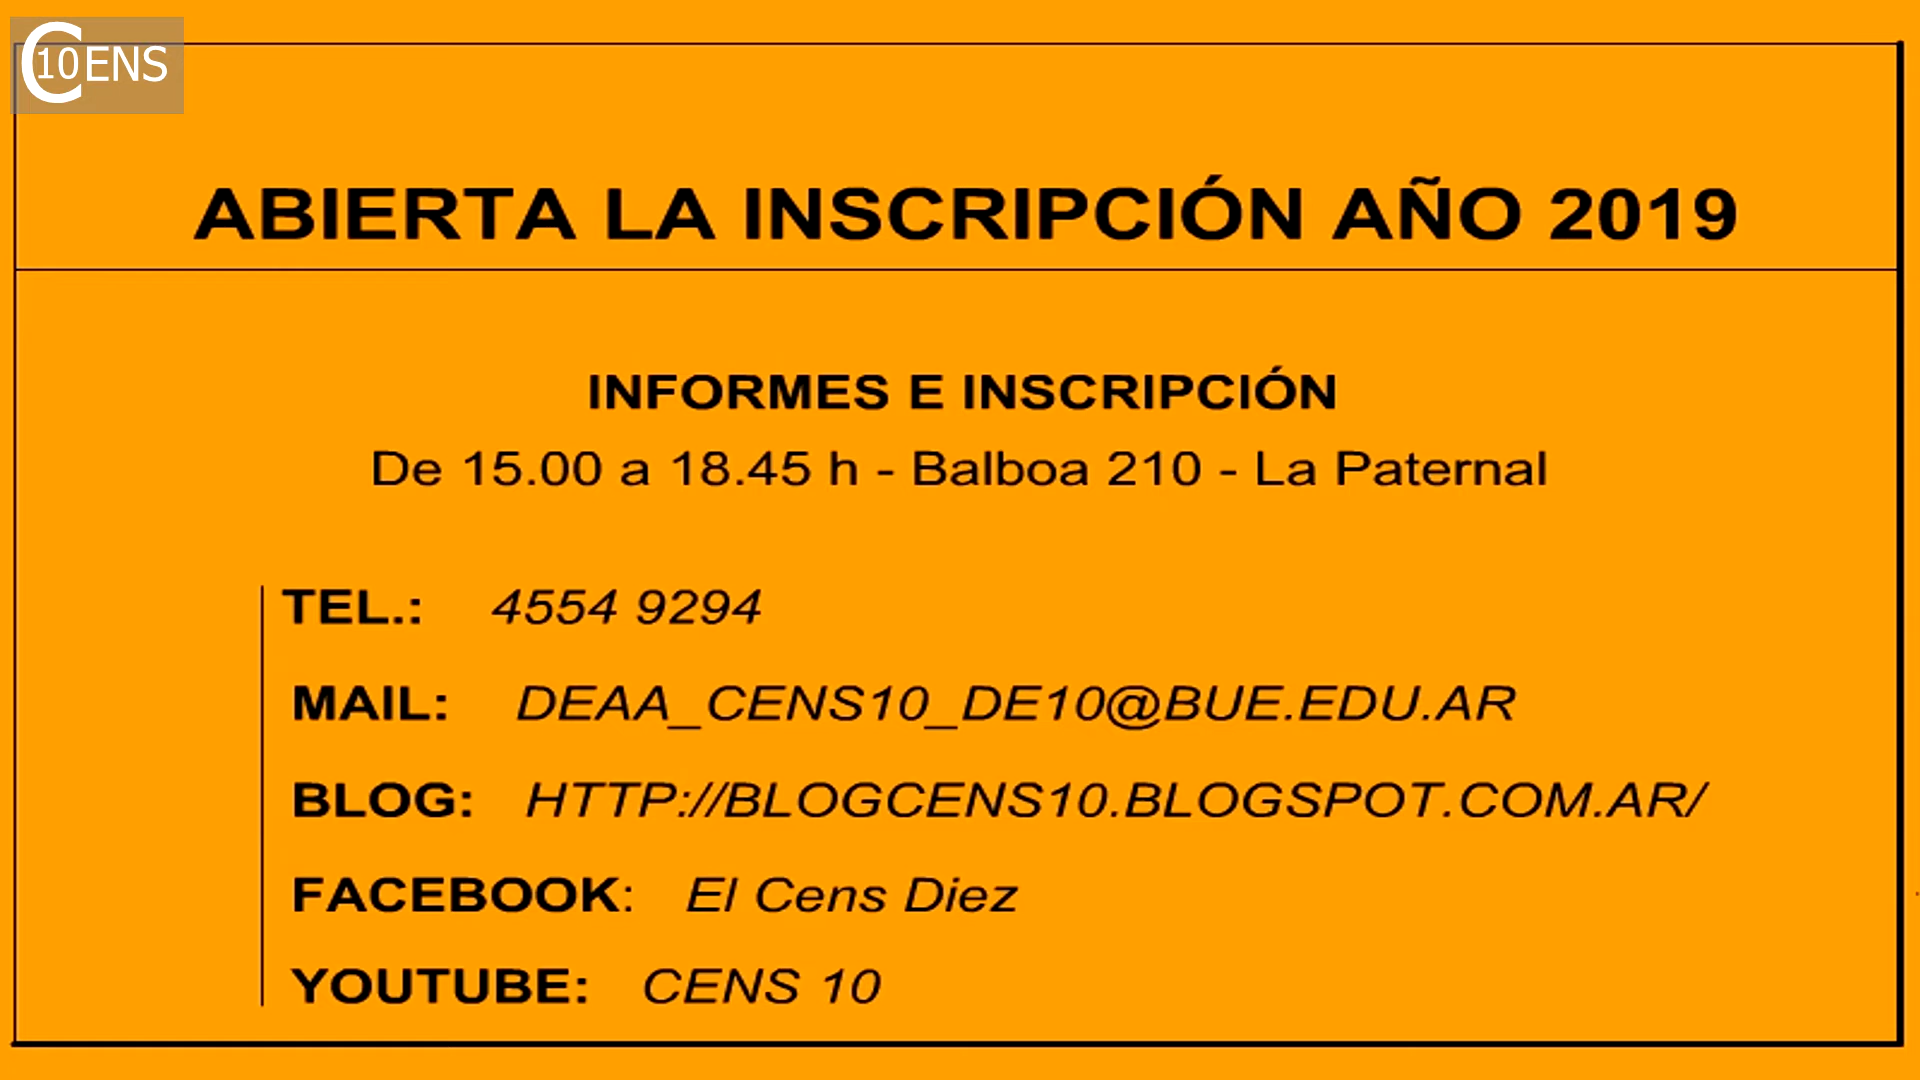 C10ENS
ABIERTA LA INSCRIPCIÓN AÑO 2019
INFORMES E INSCRIPCIÓN
De 15.00 a 18.45 h - Balboa 210 - La Paternal
TEL.: 4554 9294
MAIL: DEAA_CENS10_DE10@BUE.EDU.AR
BLOG: HTTP://BLOGCENS10.BLOGSPOT.COM.AR/
FACEBOOK: El Cens Diez
YOUTUBE: CENS 10